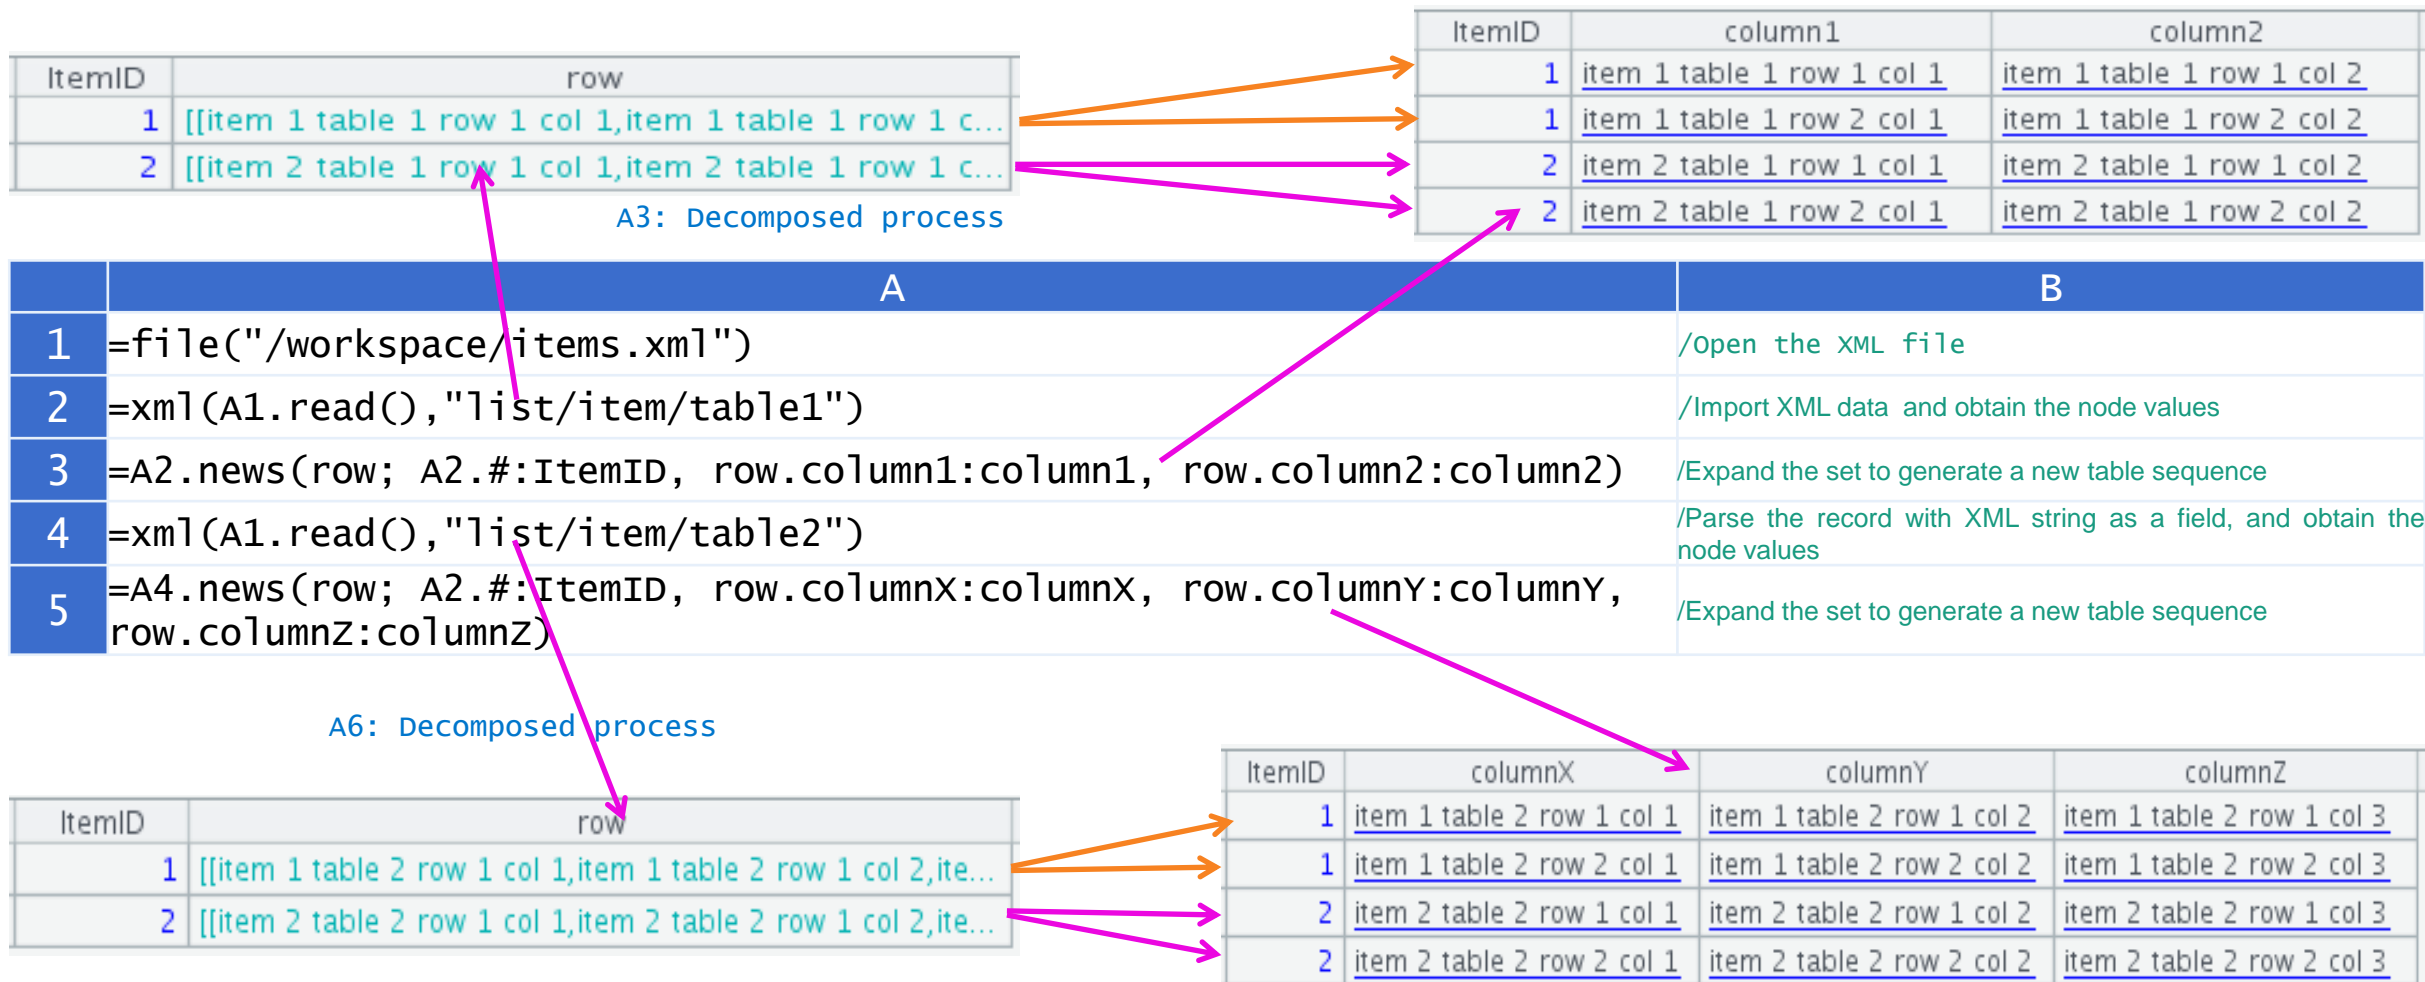 ItemID row
1 [[item 1 table 1 row 1 col 1,item 1 table 1 row 1 c...
2 [[item 2 table 1 row 1 col 1,item 2 table 1 row 1 c...
A3: Decomposed process
ItemID column1 column2
1 item 1 table 1 row 1 col 1 item 1 table 1 row 1 col 2
1 item 1 table 1 row 2 col 1 item 1 table 1 row 2 col 2
2 item 2 table 1 row 1 col 1 item 2 table 1 row 1 col 2
2 item 2 table 1 row 2 col 1 item 2 table 1 row 2 col 2
A B
1 =file("/workspace/items.xml") /Open the XML file
2 =xml(A1.read(),"list/item/table1") /Import XML data and obtain the node values
3 =A2.news(row; A2.#:ItemID, row.column1:column1, row.column2:column2) /Expand the set to generate a new table sequence
4 =xml(A1.read(),"list/item/table2") /Parse the record with XML string as a field, and obtain the
node values
5 =A4.news(row; A2.#:ItemID, row.columnX:columnX, row.columnY:columnY,
row.columnZ:columnZ) /Expand the set to generate a new table sequence
A6: Decomposed process
ItemID row
1 [[item 1 table 2 row 1 col 1,item 1 table 2 row 1 col 2,ite...
2 [[item 2 table 2 row 1 col 1,item 2 table 2 row 1 col 2,ite...
ItemID columnX columnY columnZ
1 item 1 table 2 row 1 col 1 item 1 table 2 row 1 col 2 item 1 table 2 row 1 col 3
1 item 1 table 2 row 2 col 1 item 1 table 2 row 2 col 2 item 1 table 2 row 2 col 3
2 item 2 table 2 row 1 col 1 item 2 table 2 row 1 col 2 item 2 table 2 row 1 col 3
2 item 2 table 2 row 2 col 1 item 2 table 2 row 2 col 2 item 2 table 2 row 2 col 3